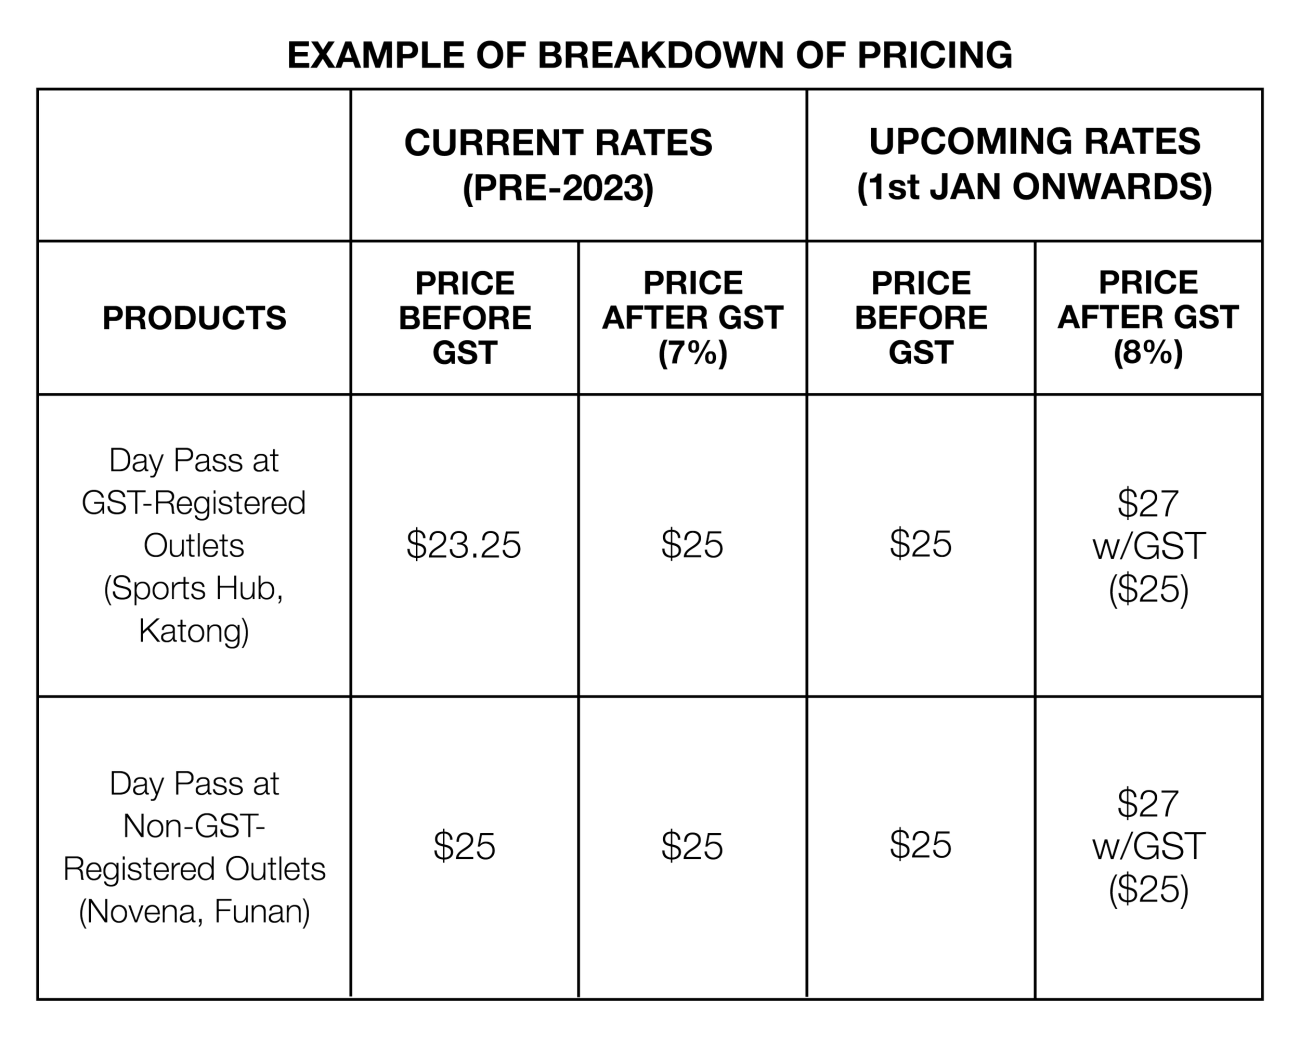 EXAMPLE OF BREAKDOWN OF PRICING
CURRENT RATES
(PRE-2023)
UPCOMING RATES
(1st JAN ONWARDS)
PRODUCTS
PRICE
BEFORE
GST
PRICE
AFTER GST
(7%)
PRICE
BEFORE
GST
PRICE
AFTER GST
(8%)
Day Pass at
GST-Registered
Outlets
(Sports Hub,
Katong)
$23.25
$25
$25
$27
w/GST
($25)
Day Pass at
Non-GST-
Registered Outlets
(Novena, Funan)
$25
$25
$25
$27
w/GST
($25)